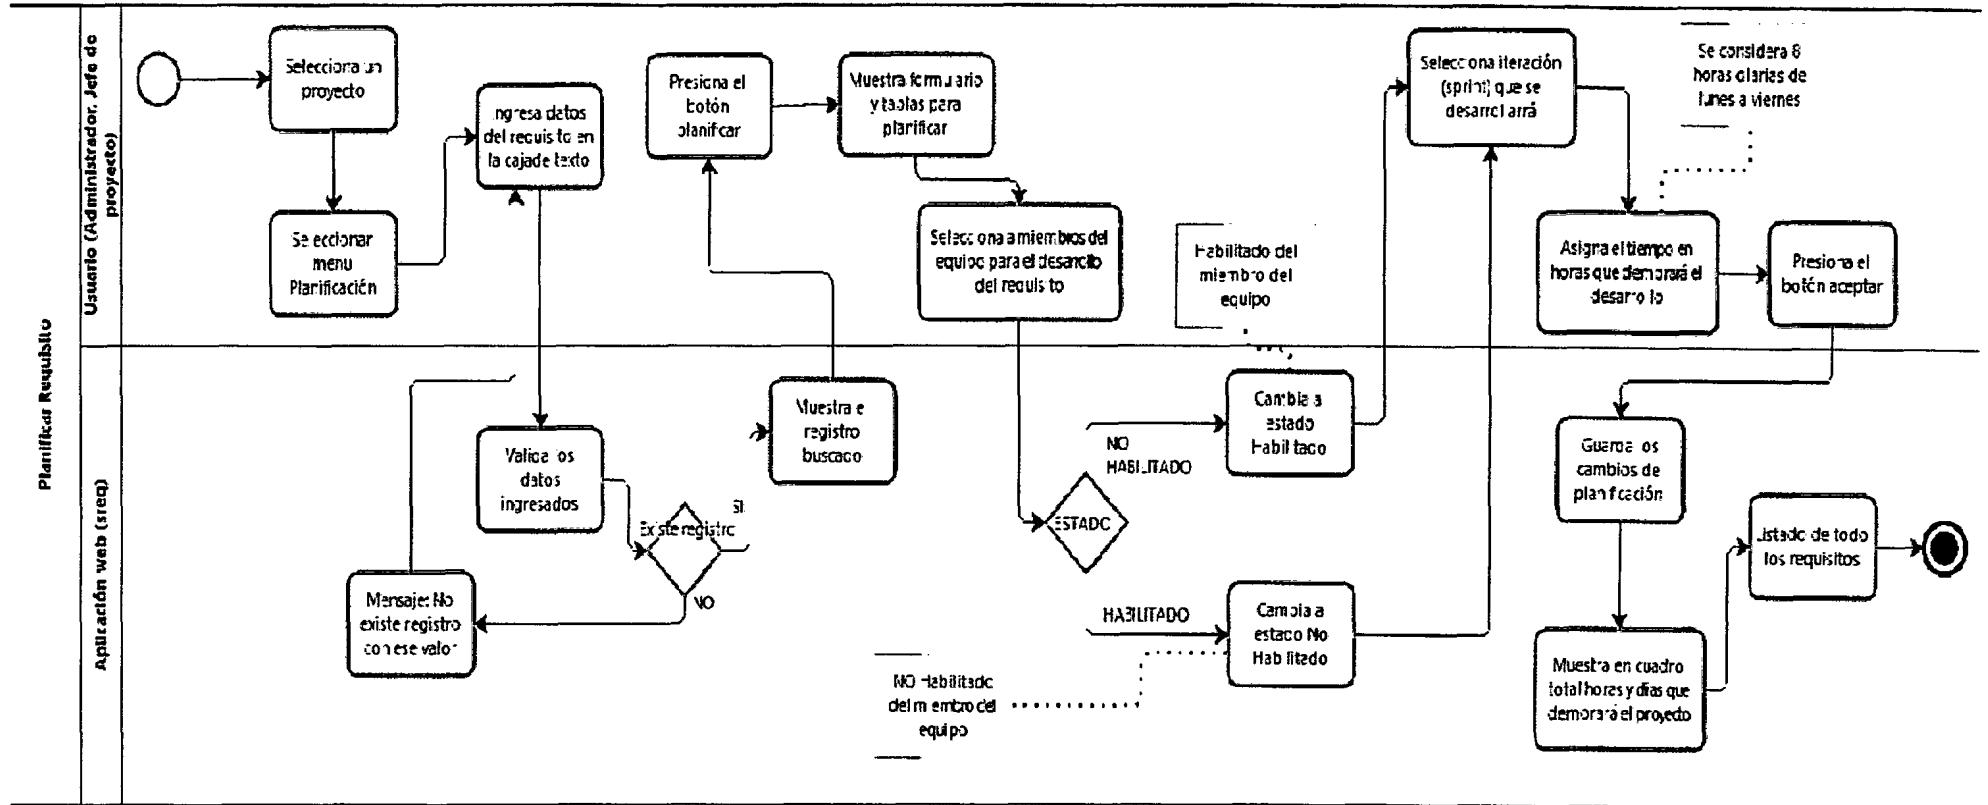 Planificar Requisito
Usuario (Administrador, Jefe de
proyecto)
Selecciona un
proyecto
Seleccionar
menu
Planificación
Ingresa datos
del requisito en
la caja de texto
Presiona el
botón
planificar
Muestra formulario
y tablas para
planificar
Selecciona a miembros del
equipo para el desarrollo
del requisito
Habilitado del
miembro del
equipo
Selecciona iteración
(sprint) que se
desarrollará
Se considera 8
horas diarias de
lunes a viernes
Asigna el tiempo en
horas que demorará el
desarrollo
Presiona el
botón aceptar
Aplicación web (sreq)
Valida los
datos
ingresados
Existe registro
SI
NO
Mensaje: No
existe registro
con ese valor
Muestra el
registro
buscado
ESTADO
NO
HABILITADO
Cambia a
estado
Habilitado
HABILITADO
Cambia a
estado No
Habilitado
NO Habilitado
del miembro del
equipo
Guarda los
cambios de
planificación
Muestra en cuadro
total horas y días que
demorará el proyecto
Listado de todo
los requisitos